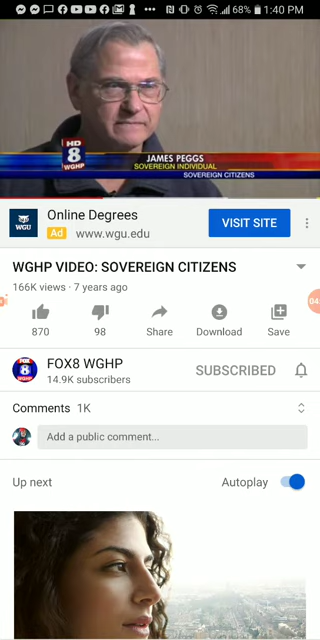 68% 1:40 PM
HD
8
WGHP
JAMES PEGGS
SOVEREIGN INDIVIDUAL
SOVEREIGN CITIZENS
WGU
Online Degrees
Ad www.wgu.edu
VISIT SITE
WGHP VIDEO: SOVEREIGN CITIZENS
166K views · 7 years ago
04:
870
98
Share
Download
Save
FOX8 WGHP
14.9K subscribers
SUBSCRIBED
Comments 1K
Add a public comment...
Up next
Autoplay